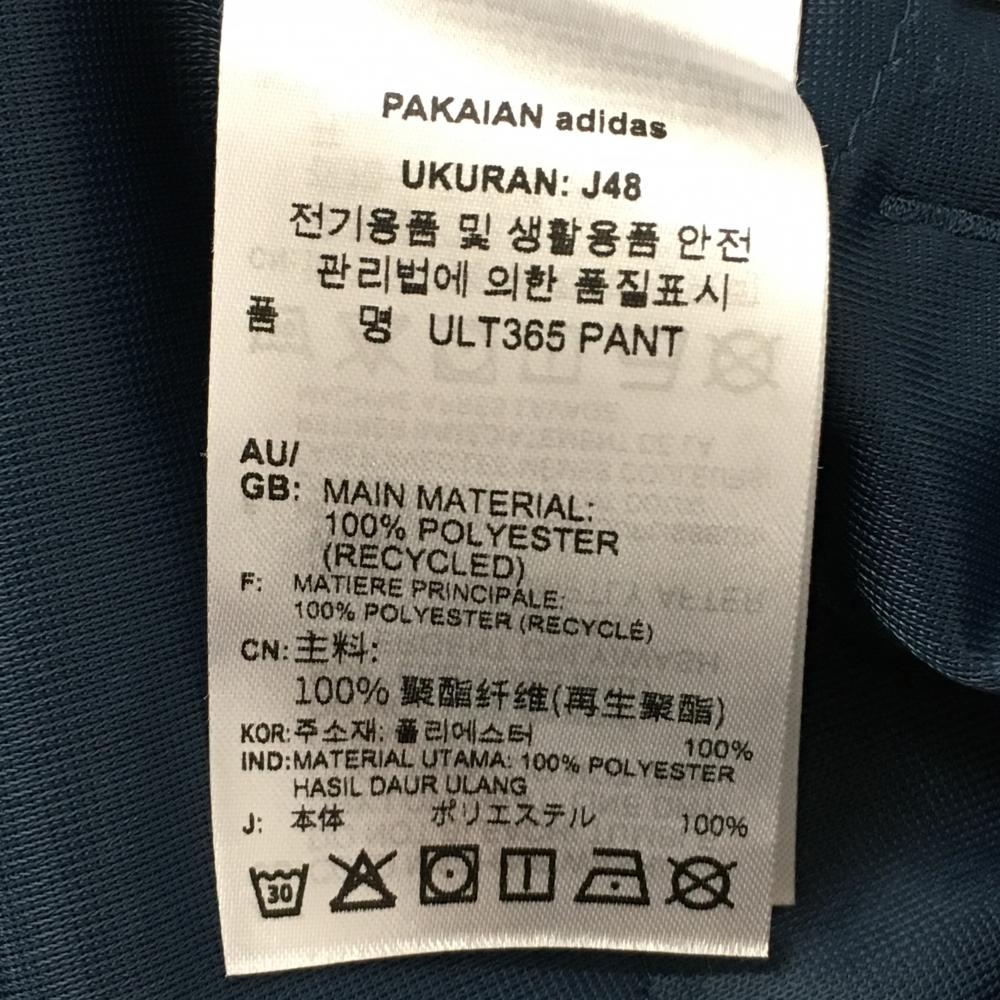 PAKAIAN adidas
UKURAN: J48
전기용품 및 생활용품 안전
관리법에 의한 품질표시
품 명 ULT365 PANT
AU/
GB: MAIN MATERIAL:
100% POLYESTER
(RECYCLED)
F: MATIERE PRINCIPALE:
100% POLYESTER (RECYCLÉ)
CN: 主料:
100% 聚酯纤维(再生聚酯)
KOR: 주소재: 폴리에스터 100%
IND: MATERIAL UTAMA: 100% POLYESTER
HASIL DAUR ULANG
J: 本体 ポリエステル 100%
30